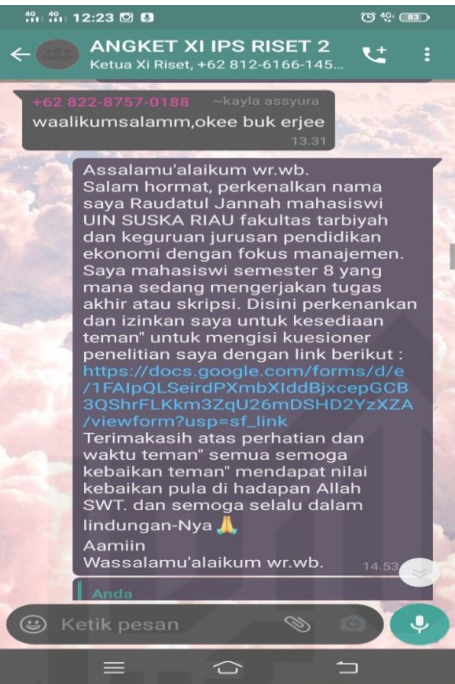 12:23
83
ANGKET XI IPS RISET 2
Ketua Xi Riset, +62 812-6166-145...
+62 822-8757-0188 ~kayla assyura
waalikumsalamm,okee buk erjee
13.31
Assalamu'alaikum wr.wb.
Salam hormat, perkenalkan nama
saya Raudatul Jannah mahasiswi
UIN SUSKA RIAU fakultas tarbiyah
dan keguruan jurusan pendidikan
ekonomi dengan fokus manajemen.
Saya mahasiswi semester 8 yang
mana sedang mengerjakan tugas
akhir atau skripsi. Disini perkenankan
dan izinkan saya untuk kesediaan
teman" untuk mengisi kuesioner
penelitian saya dengan link berikut :
https://docs.google.com/forms/d/e
/1FAIpQLSeirdPXmbXIddBjxcepGCB
3QShrFLKkm3ZqU26mDSHD2YzXZA
/viewform?usp=sf_link
Terimakasih atas perhatian dan
waktu teman" semua semoga
kebaikan teman" mendapat nilai
kebaikan pula di hadapan Allah
SWT. dan semoga selalu dalam
lindungan-Nya 🙏
Aamiin
Wassalamu'alaikum wr.wb.
14.53
Anda
Ketik pesan